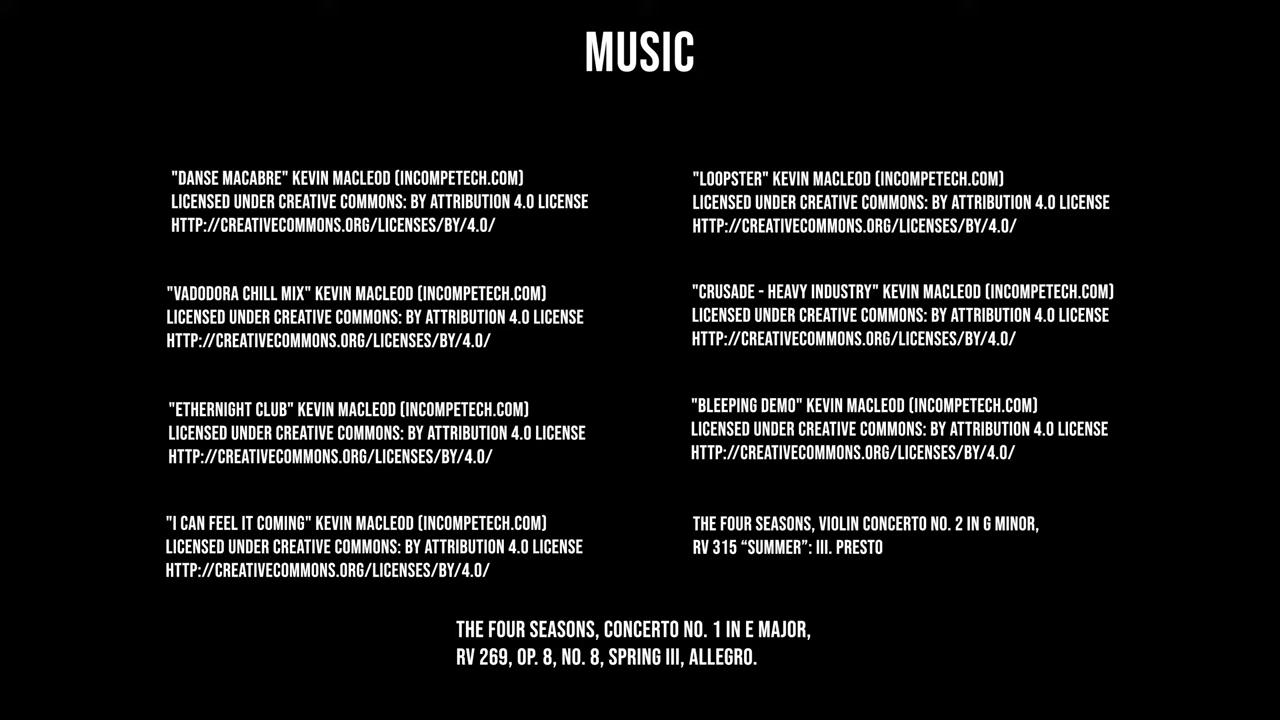 MUSIC
"DANSE MACABRE" KEVIN MACLEOD (INCOMPETECH.COM)
LICENSED UNDER CREATIVE COMMONS: BY ATTRIBUTION 4.0 LICENSE
HTTP://CREATIVECOMMONS.ORG/LICENSES/BY/4.0/
"VADODORA CHILL MIX" KEVIN MACLEOD (INCOMPETECH.COM)
LICENSED UNDER CREATIVE COMMONS: BY ATTRIBUTION 4.0 LICENSE
HTTP://CREATIVECOMMONS.ORG/LICENSES/BY/4.0/
"ETHERNIGHT CLUB" KEVIN MACLEOD (INCOMPETECH.COM)
LICENSED UNDER CREATIVE COMMONS: BY ATTRIBUTION 4.0 LICENSE
HTTP://CREATIVECOMMONS.ORG/LICENSES/BY/4.0/
"I CAN FEEL IT COMING" KEVIN MACLEOD (INCOMPETECH.COM)
LICENSED UNDER CREATIVE COMMONS: BY ATTRIBUTION 4.0 LICENSE
HTTP://CREATIVECOMMONS.ORG/LICENSES/BY/4.0/
"LOOPSTER" KEVIN MACLEOD (INCOMPETECH.COM)
LICENSED UNDER CREATIVE COMMONS: BY ATTRIBUTION 4.0 LICENSE
HTTP://CREATIVECOMMONS.ORG/LICENSES/BY/4.0/
"CRUSADE - HEAVY INDUSTRY" KEVIN MACLEOD (INCOMPETECH.COM)
LICENSED UNDER CREATIVE COMMONS: BY ATTRIBUTION 4.0 LICENSE
HTTP://CREATIVECOMMONS.ORG/LICENSES/BY/4.0/
"BLEEPING DEMO" KEVIN MACLEOD (INCOMPETECH.COM)
LICENSED UNDER CREATIVE COMMONS: BY ATTRIBUTION 4.0 LICENSE
HTTP://CREATIVECOMMONS.ORG/LICENSES/BY/4.0/
THE FOUR SEASONS, VIOLIN CONCERTO NO. 2 IN G MINOR,
RV 315 “SUMMER”: III. PRESTO
THE FOUR SEASONS, CONCERTO NO. 1 IN E MAJOR,
RV 269, OP. 8, NO. 8, SPRING III, ALLEGRO.